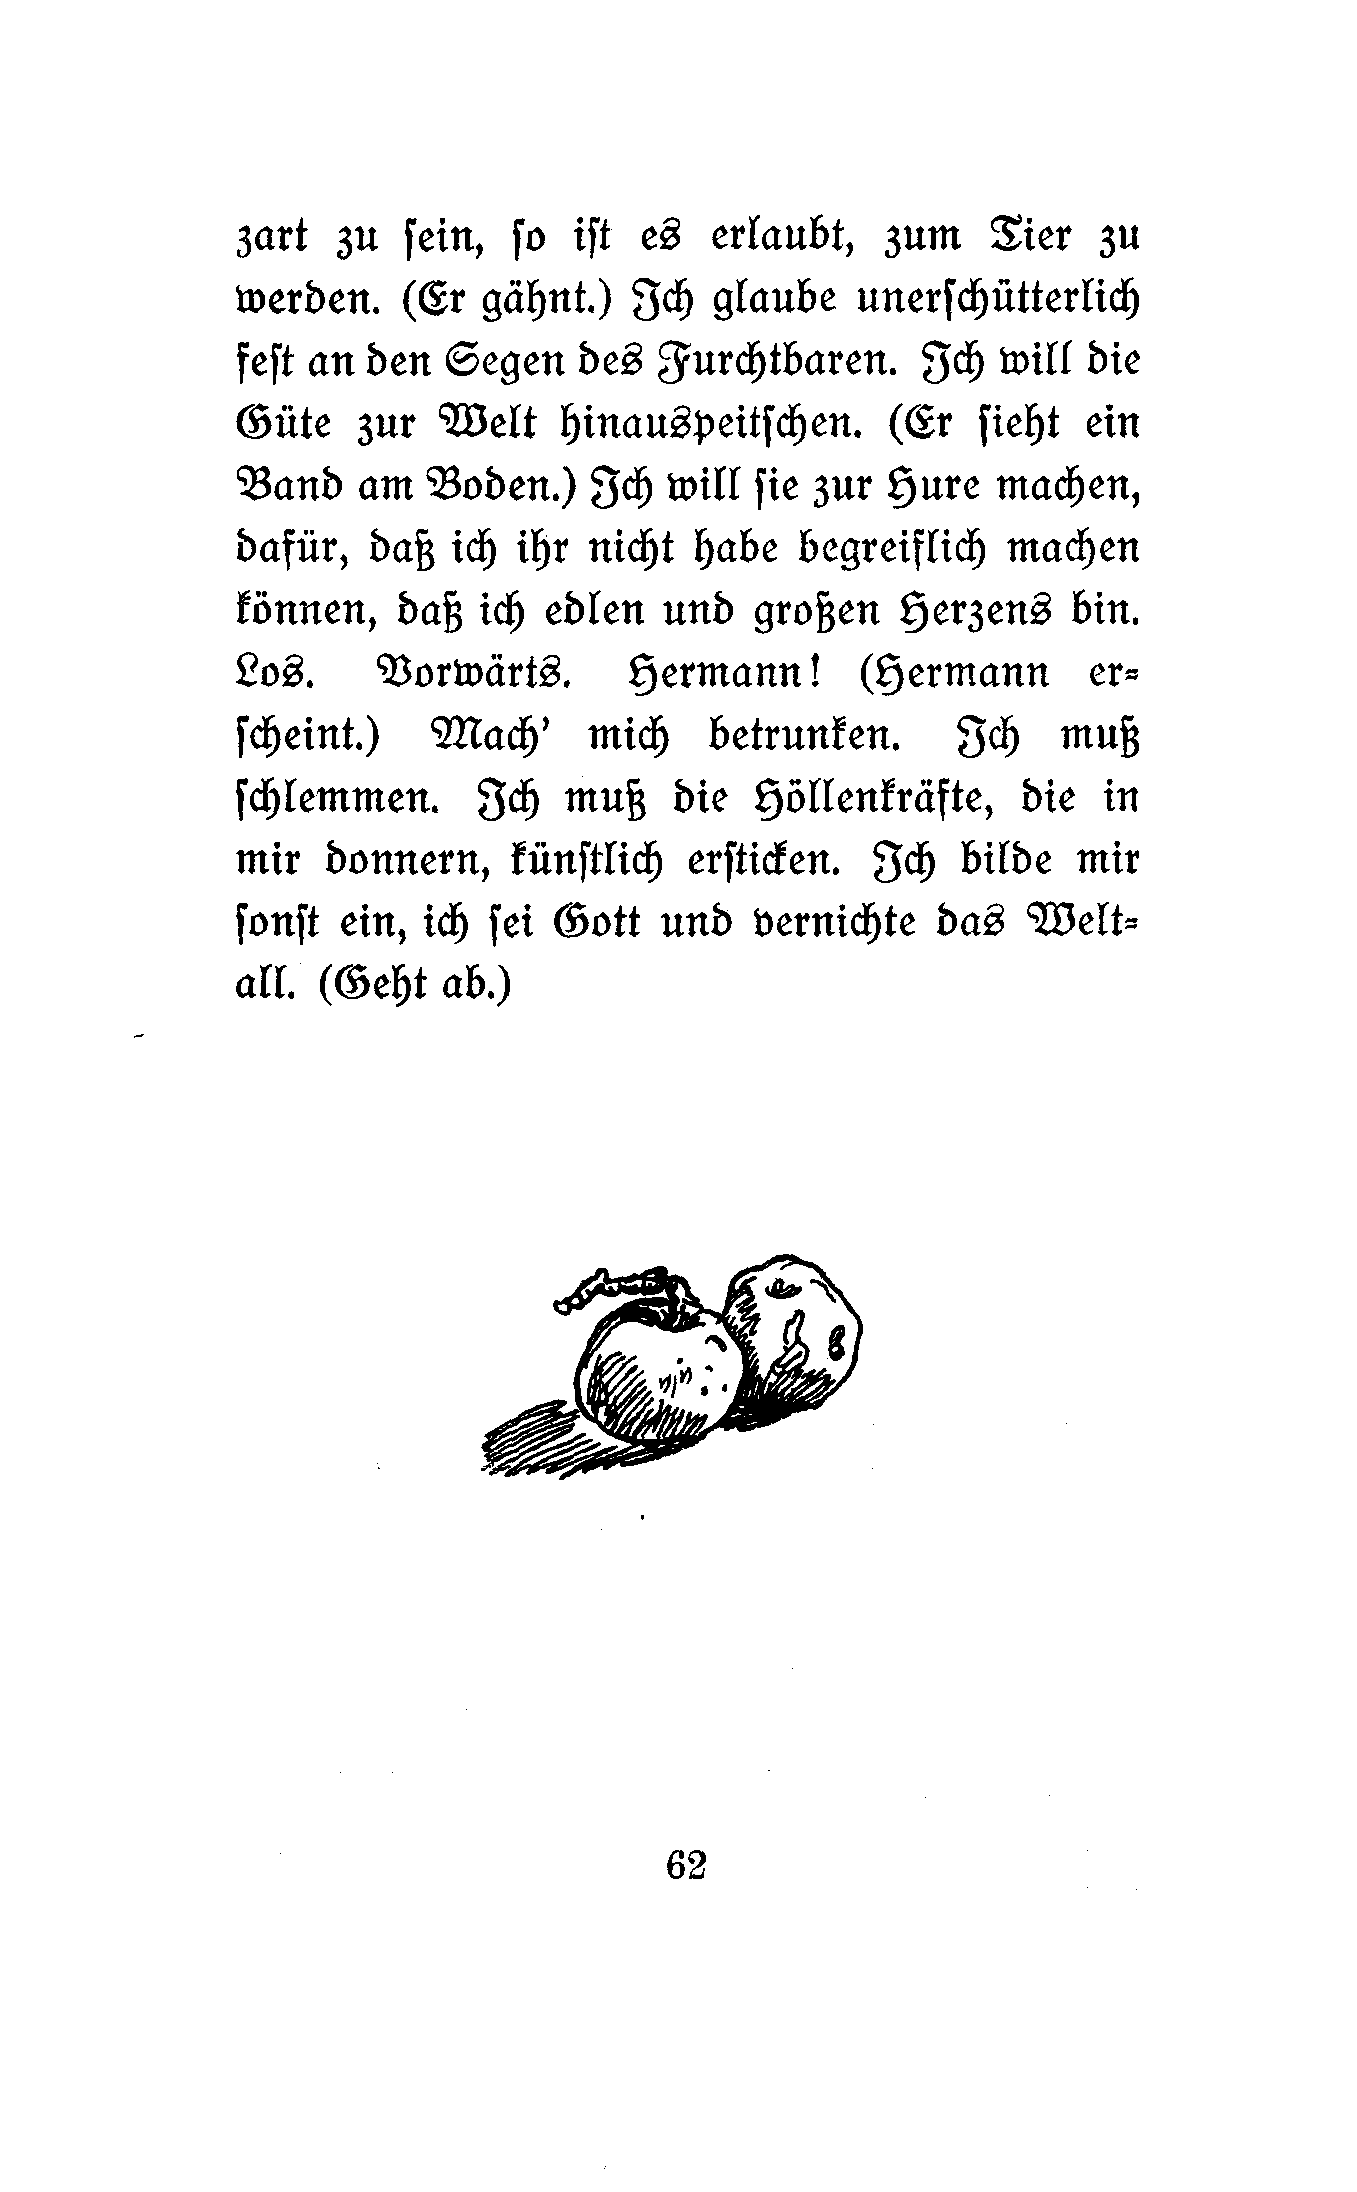 zart zu sein, so ist es erlaubt, zum Tier zu
werden. (Er gähnt.) Ich glaube unerschütterlich
fest an den Segen des Furchtbaren. Ich will die
Güte zur Welt hinauspeitschen. (Er sieht ein
Band am Boden.) Ich will sie zur Hure machen,
dafür, daß ich ihr nicht habe begreiflich machen
können, daß ich edlen und großen Herzens bin.
Los. Vorwärts. Hermann! (Hermann er-
scheint.) Mach' mich betrunken. Ich muß
schlemmen. Ich muß die Höllenkräfte, die in
mir donnern, künstlich ersticken. Ich bilde mir
sonst ein, ich sei Gott und vernichte das Welt-
all. (Geht ab.)
62